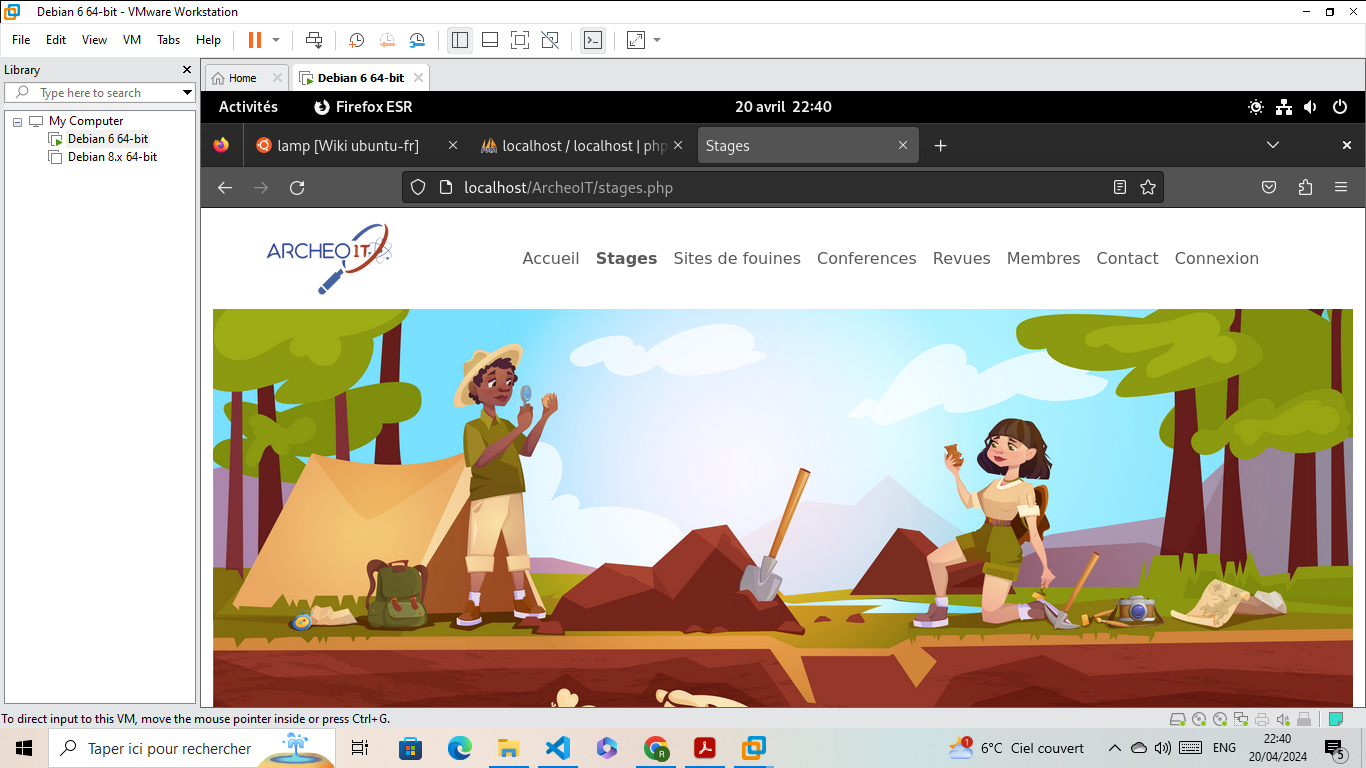 Debian 6 64-bit - VMware Workstation
File Edit View VM Tabs Help
Library
Home
Debian 6 64-bit
Type here to search
My Computer
Debian 6 64-bit
Debian 8.x 64-bit
Activités Firefox ESR 20 avril 22:40
lamp [Wiki ubuntu-fr]
localhost / localhost | php
Stages
localhost/ArcheoIT/stages.php
ARCHEO IT
Accueil Stages Sites de fouines Conferences Revues Membres Contact Connexion
To direct input to this VM, move the mouse pointer inside or press Ctrl+G.
Taper ici pour rechercher
1
6°C Ciel couvert
ENG
22:40
20/04/2024
5